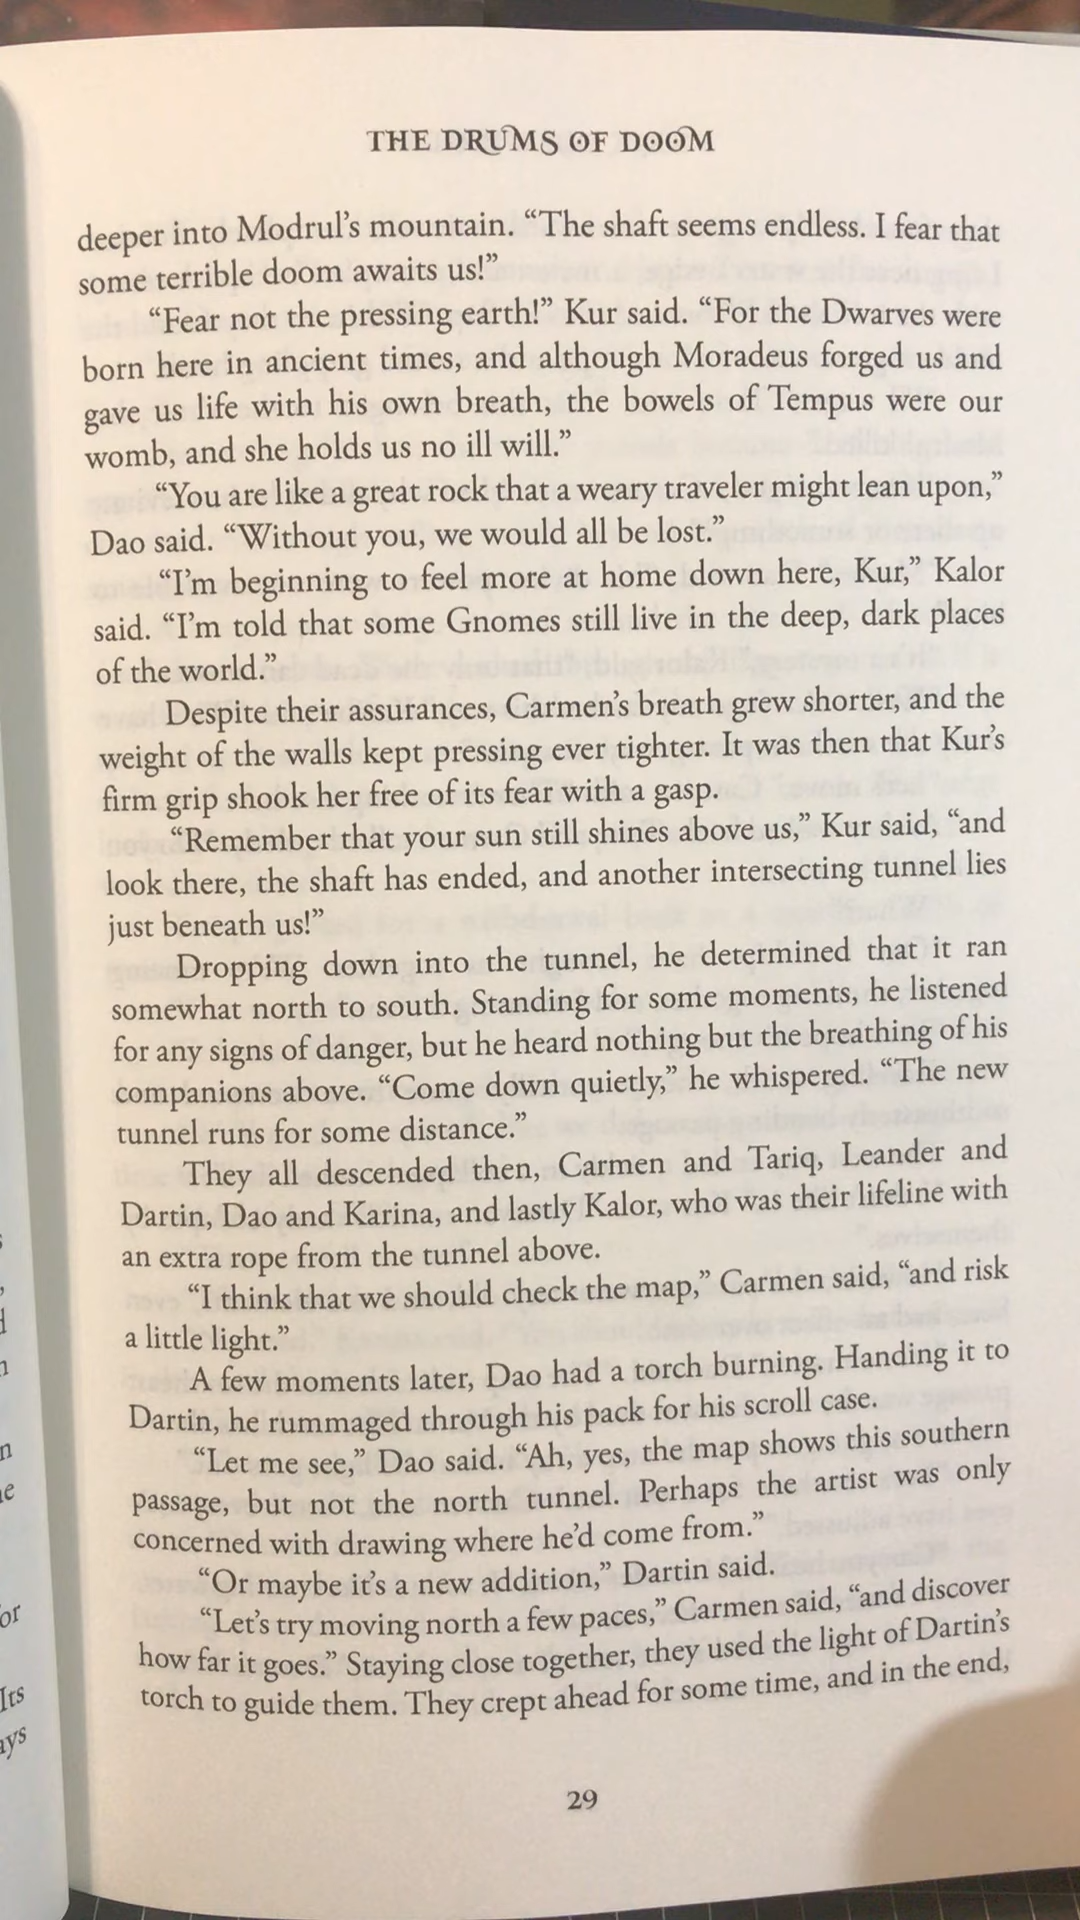 THE DRUMS OF DOOM
deeper into Modrul’s mountain. “The shaft seems endless. I fear that
some terrible doom awaits us!”
“Fear not the pressing earth!” Kur said. “For the Dwarves were
born here in ancient times, and although Moradeus forged us and
gave us life with his own breath, the bowels of Tempus were our
womb, and she holds us no ill will.”
“You are like a great rock that a weary traveler might lean upon,”
Dao said. “Without you, we would all be lost.”
“I’m beginning to feel more at home down here, Kur,” Kalor
said. “I’m told that some Gnomes still live in the deep, dark places
of the world.”
Despite their assurances, Carmen’s breath grew shorter, and the
weight of the walls kept pressing ever tighter. It was then that Kur’s
firm grip shook her free of its fear with a gasp.
“Remember that your sun still shines above us,” Kur said, “and
look there, the shaft has ended, and another intersecting tunnel lies
just beneath us!”
Dropping down into the tunnel, he determined that it ran
somewhat north to south. Standing for some moments, he listened
for any signs of danger, but he heard nothing but the breathing of his
companions above. “Come down quietly,” he whispered. “The new
tunnel runs for some distance.”
They all descended then, Carmen and Tariq, Leander and
Dartin, Dao and Karina, and lastly Kalor, who was their lifeline with
an extra rope from the tunnel above.
“I think that we should check the map,” Carmen said, “and risk
a little light.”
A few moments later, Dao had a torch burning. Handing it to
Dartin, he rummaged through his pack for his scroll case.
“Let me see,” Dao said. “Ah, yes, the map shows this southern
passage, but not the north tunnel. Perhaps the artist was only
concerned with drawing where he’d come from.”
“Or maybe it’s a new addition,” Dartin said.
“Let’s try moving north a few paces,” Carmen said, “and discover
how far it goes.” Staying close together, they used the light of Dartin’s
torch to guide them. They crept ahead for some time, and in the end,
29